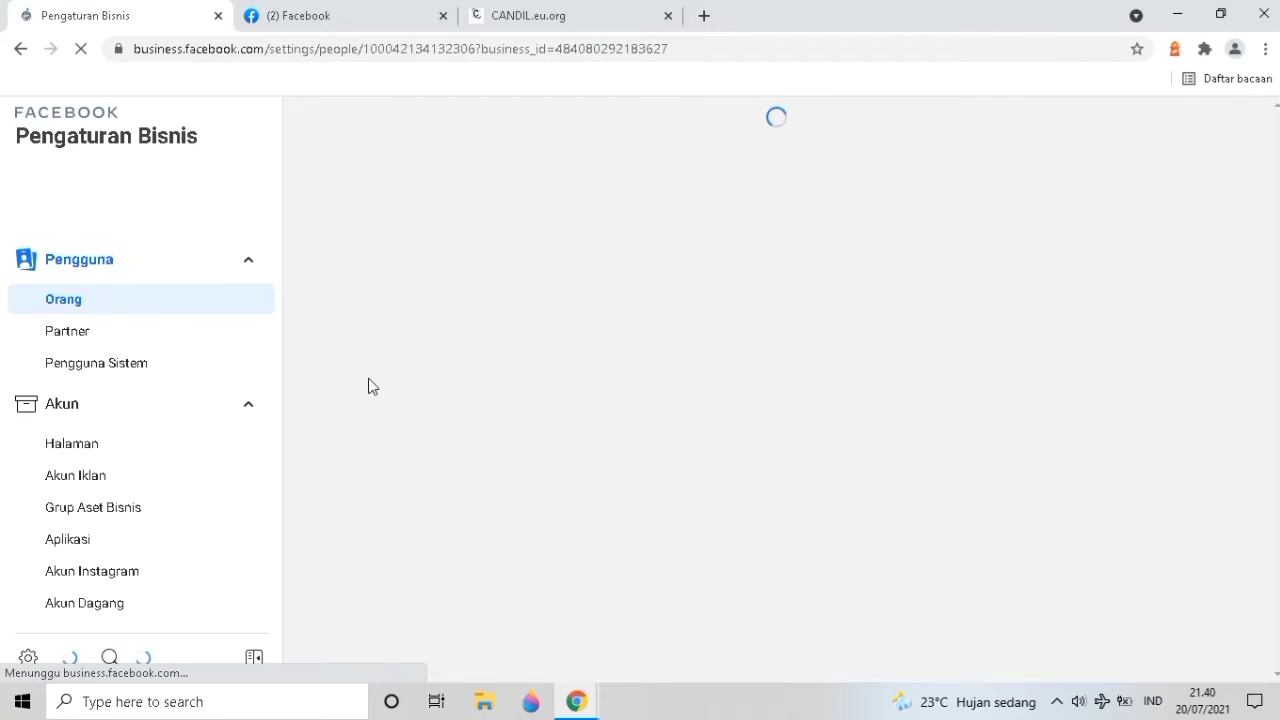 Pengaturan Bisnis
(2) Facebook
CANDIL.eu.org
business.facebook.com/settings/people/100042134132306?business_id=484080292183627
Daftar bacaan
FACEBOOK
Pengaturan Bisnis
Pengguna
Orang
Partner
Pengguna Sistem
Akun
Halaman
Akun Iklan
Grup Aset Bisnis
Aplikasi
Akun Instagram
Akun Dagang
Menunggu business.facebook.com...
Type here to search
23°C Hujan sedang
IND
21.40
20/07/2021